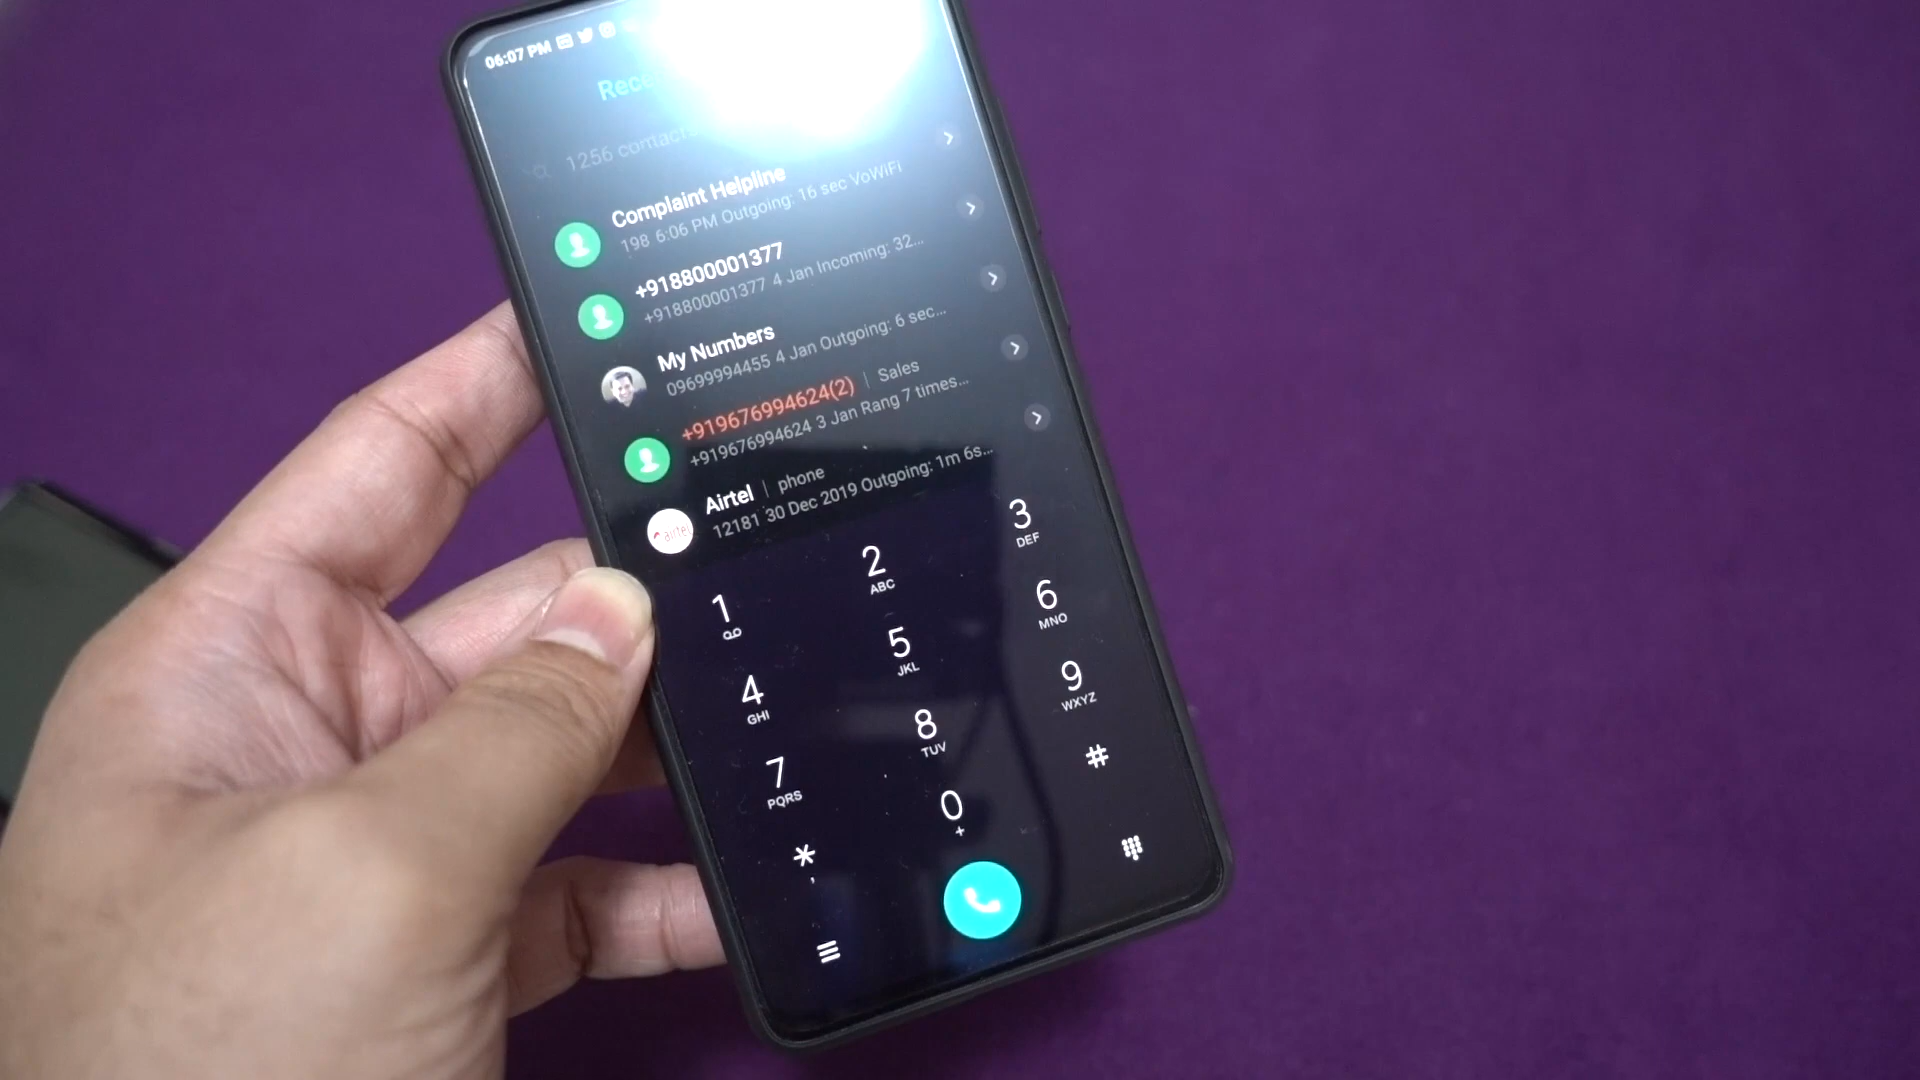 06:07 PM
Rece
1256 contacts
Complaint Helpline
198 6:06 PM Outgoing: 16 sec VoWiFi
+918800001377
+918800001377 4 Jan Incoming: 32...
My Numbers
09699994455 4 Jan Outgoing: 6 sec...
+919676994624(2) | Sales
+919676994624 3 Jan Rang 7 times...
Airtel | phone
12181 30 Dec 2019 Outgoing: 1m 6s...
airtel
1 2 3
ABC DEF
4 5 6
GHI JKL MNO
7 8 9
PQRS TUV WXYZ
* 0 #
, +